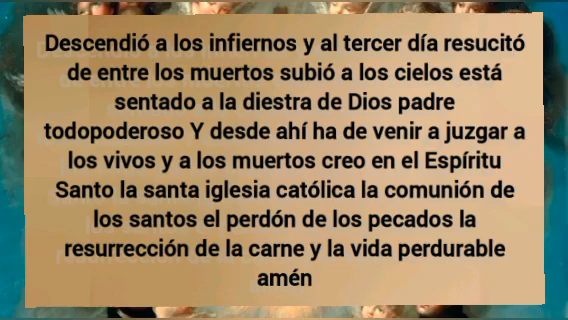 Descendió a los infiernos y al tercer día resucitó
de entre los muertos subió a los cielos está
sentado a la diestra de Dios padre
todopoderoso Y desde ahí ha de venir a juzgar a
los vivos y a los muertos creo en el Espíritu
Santo la santa iglesia católica la comunión de
los santos el perdón de los pecados la
resurrección de la carne y la vida perdurable
amén